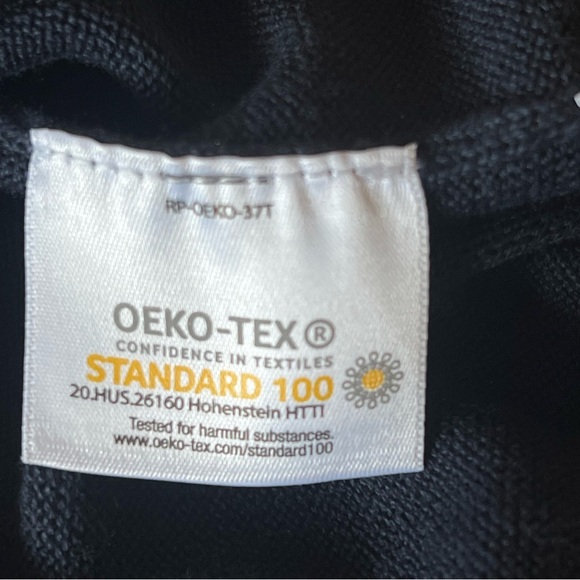 RP-OEKO-37T
OEKO-TEX®
CONFIDENCE IN TEXTILES
STANDARD 100
20.HUS.26160 Hohenstein HTTI
Tested for harmful substances.
www.oeko-tex.com/standard100